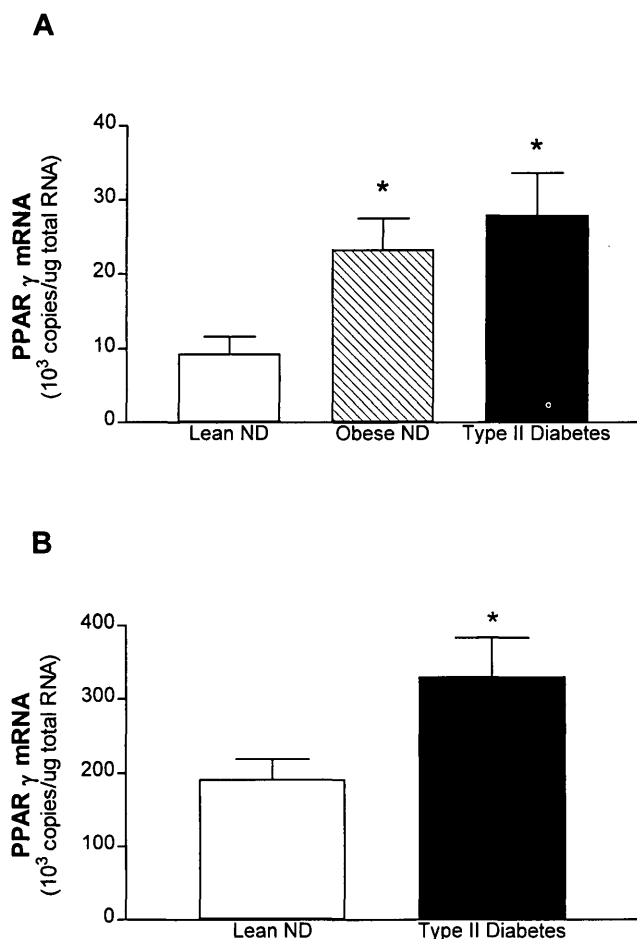 A
PPAR γ mRNA
(10³ copies/ug total RNA)
40
30
20
10
0
*
*
Lean ND Obese ND Type II Diabetes
B
PPAR γ mRNA
(10³ copies/ug total RNA)
400
300
200
100
0
*
Lean ND Type II Diabetes